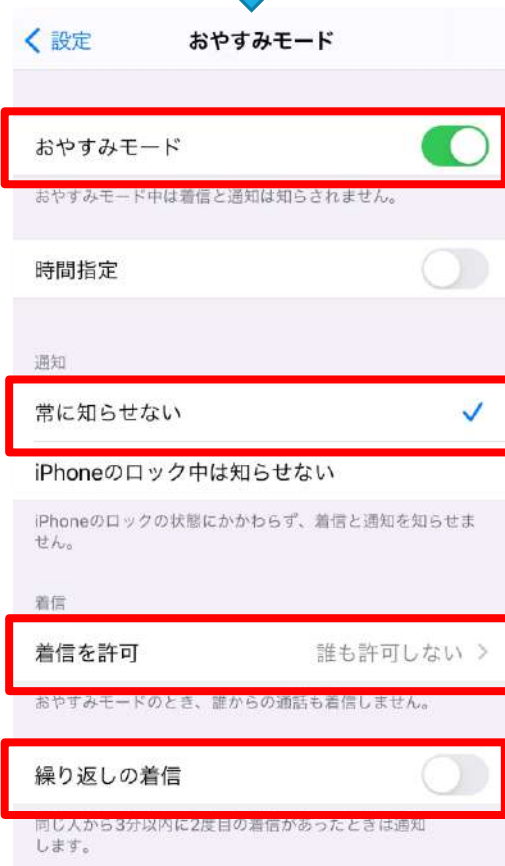 設定
おやすみモード
おやすみモード
おやすみモード中は着信と通知は知らされません。
時間指定
通知
常に知らせない
iPhoneのロック中は知らせない
iPhoneのロックの状態にかかわらず、着信と通知を知らせま
せん。
着信
着信を許可 誰も許可しない
おやすみモードのとき、誰からの通話も着信しません。
繰り返しの着信
同じ人から3分以内に2度目の着信があったときは通知
します。